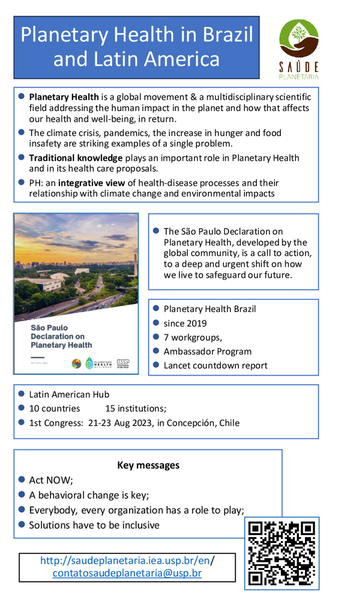 Planetary Health in Brazil
and Latin America
SAÚDE
PLANETÁRIA
Planetary Health is a global movement & a multidisciplinary scientific
field addressing the human impact in the planet and how that affects
our health and well-being, in return.
The climate crisis, pandemics, the increase in hunger and food
insafety are striking examples of a single problem.
Traditional knowledge plays an important role in Planetary Health
and in its health care proposals.
PH: an integrative view of health-disease processes and their
relationship with climate change and environmental impacts
São Paulo
Declaration on
Planetary Health
The São Paulo Declaration on
Planetary Health, developed by the
global community, is a call to action,
to a deep and urgent shift on how
we live to safeguard our future.
Planetary Health Brazil
since 2019
7 workgroups,
Ambassador Program
Lancet countdown report
Latin American Hub
10 countries 15 institutions;
1st Congress: 21-23 Aug 2023, in Concepción, Chile
Key messages
Act NOW;
A behavioral change is key;
Everybody, every organization has a role to play;
Solutions have to be inclusive
http://saudeplanetaria.iea.usp.br/en/
contatosaudeplanetaria@usp.br